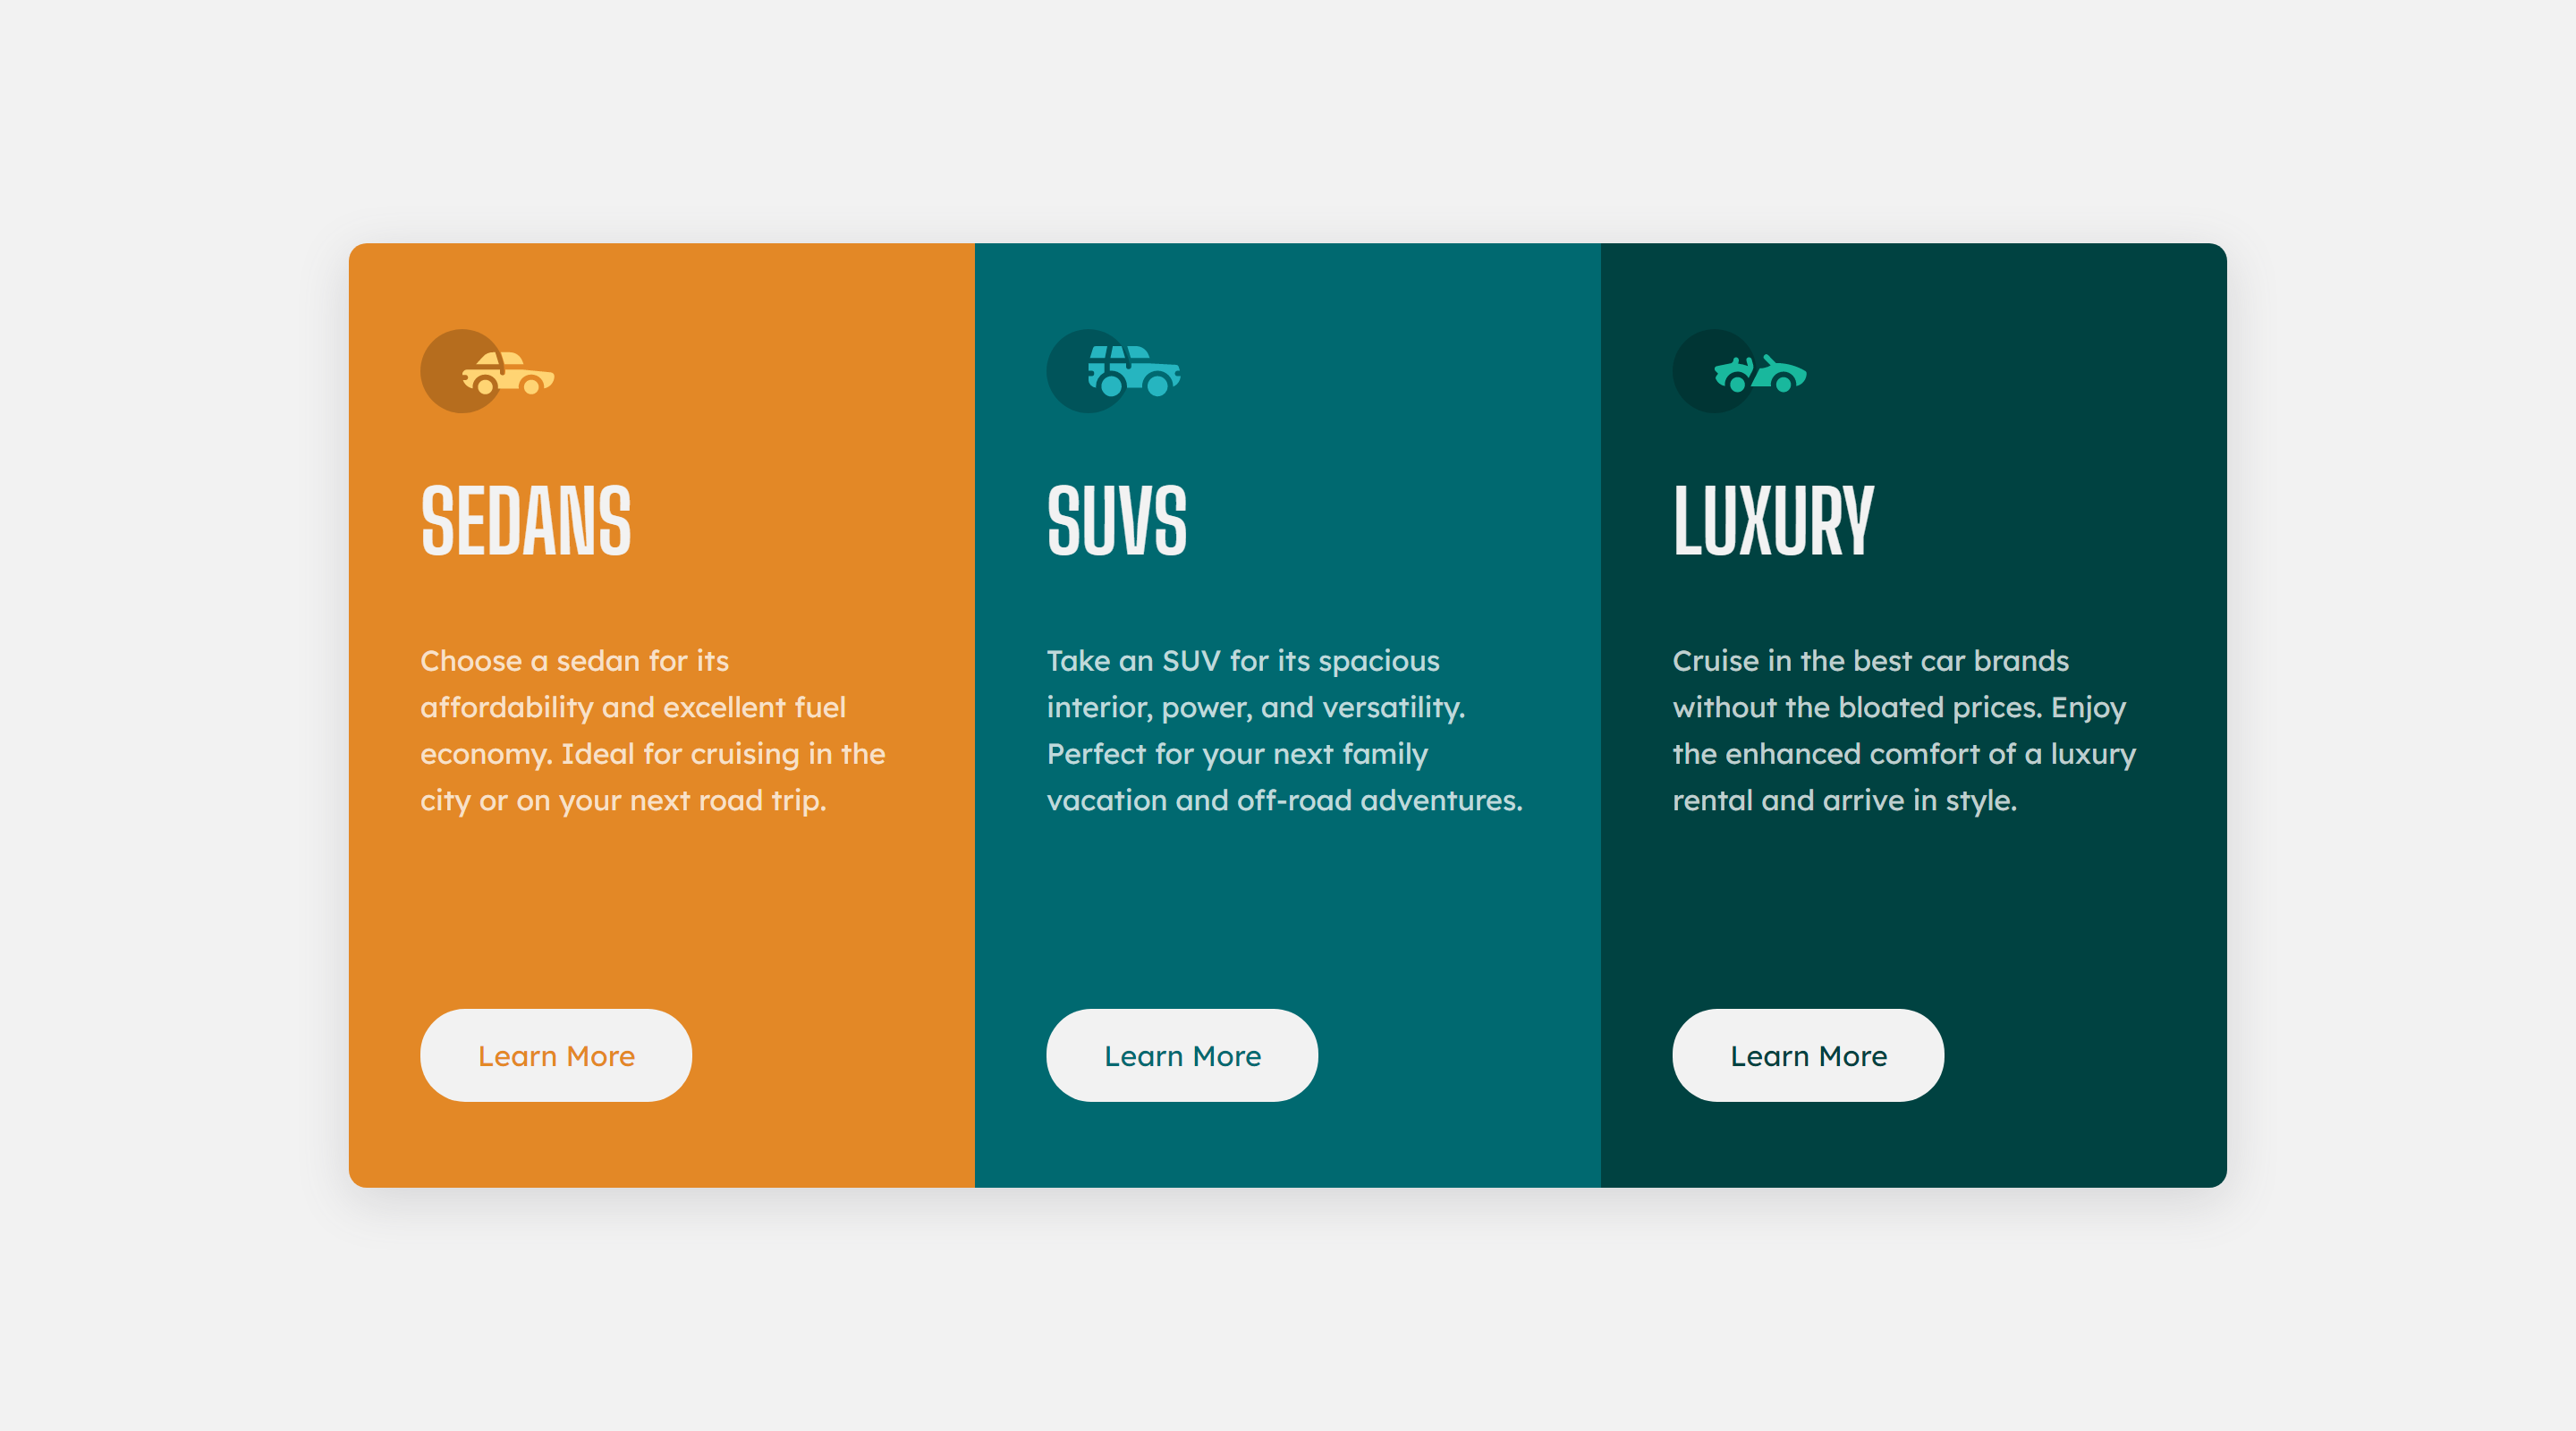 SEDANS
Choose a sedan for its
affordability and excellent fuel
economy. Ideal for cruising in the
city or on your next road trip.
Learn More
SUVS
Take an SUV for its spacious
interior, power, and versatility.
Perfect for your next family
vacation and off-road adventures.
Learn More
LUXURY
Cruise in the best car brands
without the bloated prices. Enjoy
the enhanced comfort of a luxury
rental and arrive in style.
Learn More